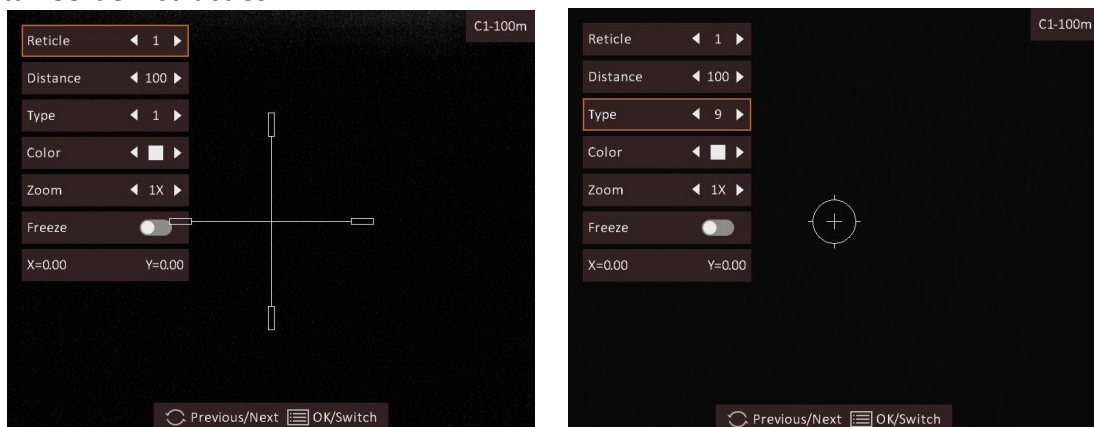 C1-100m
Reticle 1
Distance 100
Type 1
Color
Zoom 1X
Freeze
X=0.00 Y=0.00
Previous/Next OK/Switch
C1-100m
Reticle 1
Distance 100
Type 9
Color
Zoom 1X
Freeze
X=0.00 Y=0.00
Previous/Next OK/Switch